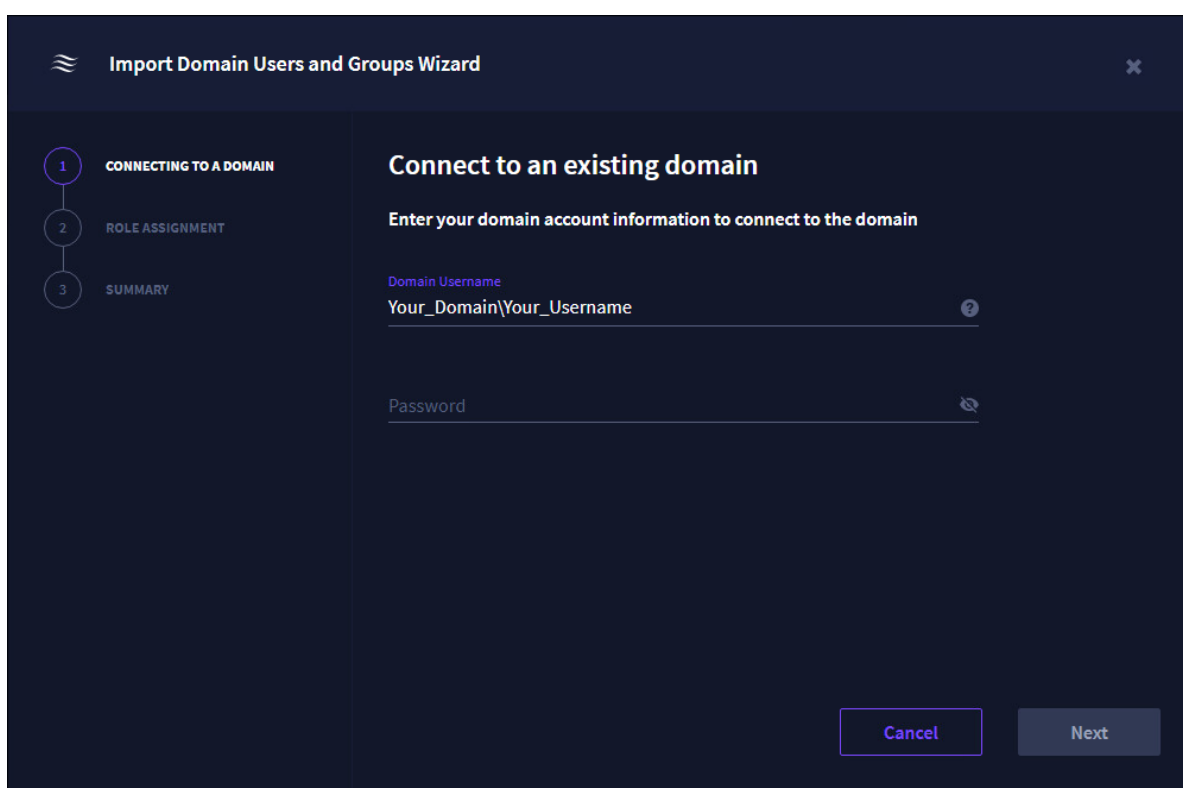 Import Domain Users and Groups Wizard
1 CONNECTING TO A DOMAIN
2 ROLE ASSIGNMENT
3 SUMMARY
Connect to an existing domain
Enter your domain account information to connect to the domain
Domain Username
Your_Domain\Your_Username
?
Password
Cancel Next